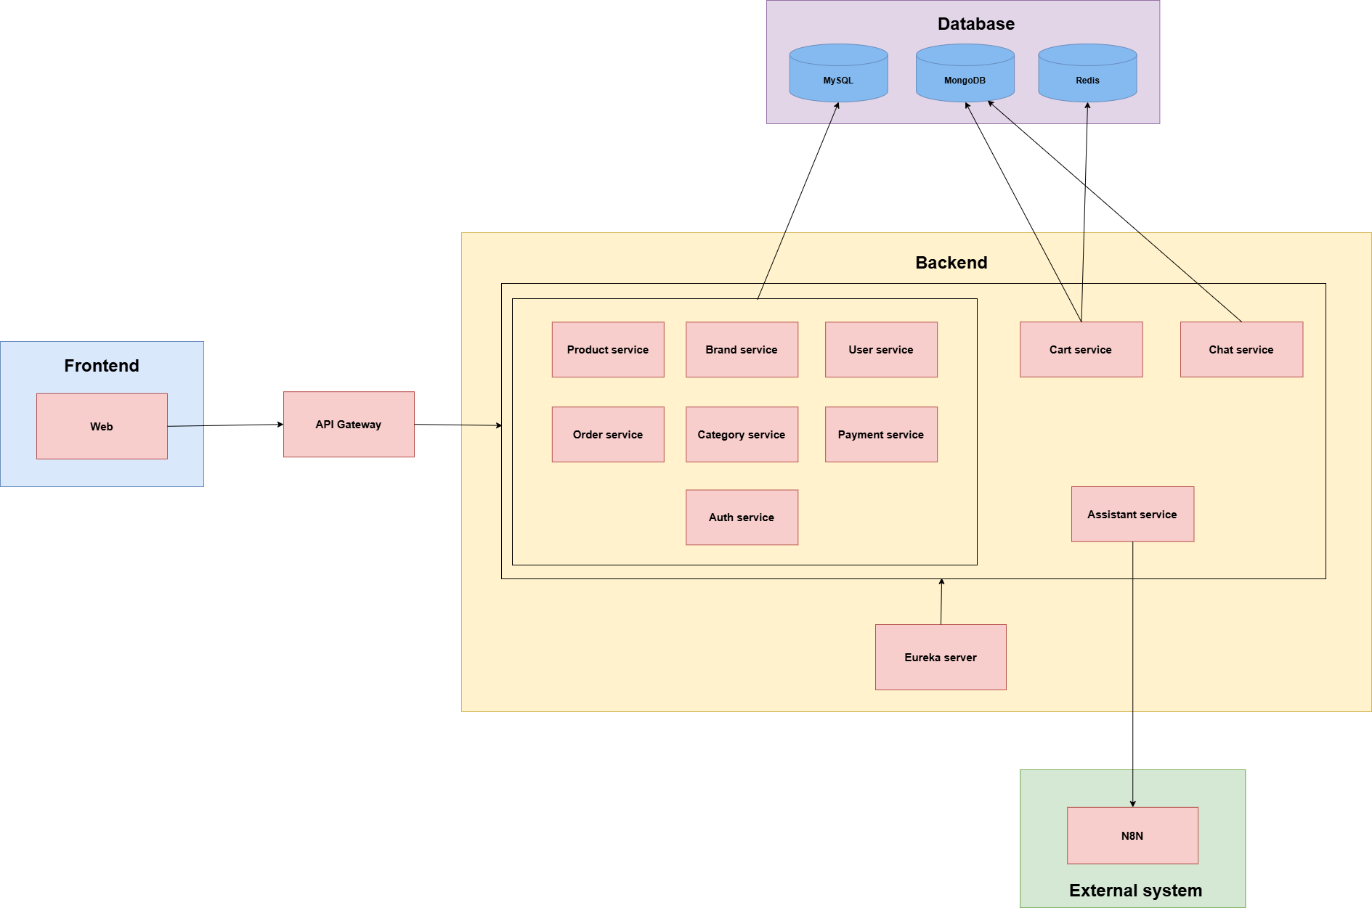 Database
MySQL
MongoDB
Redis
Backend
Product service
Brand service
User service
Cart service
Chat service
Frontend
Web
API Gateway
Order service
Category service
Payment service
Auth service
Assistant service
Eureka server
N8N
External system